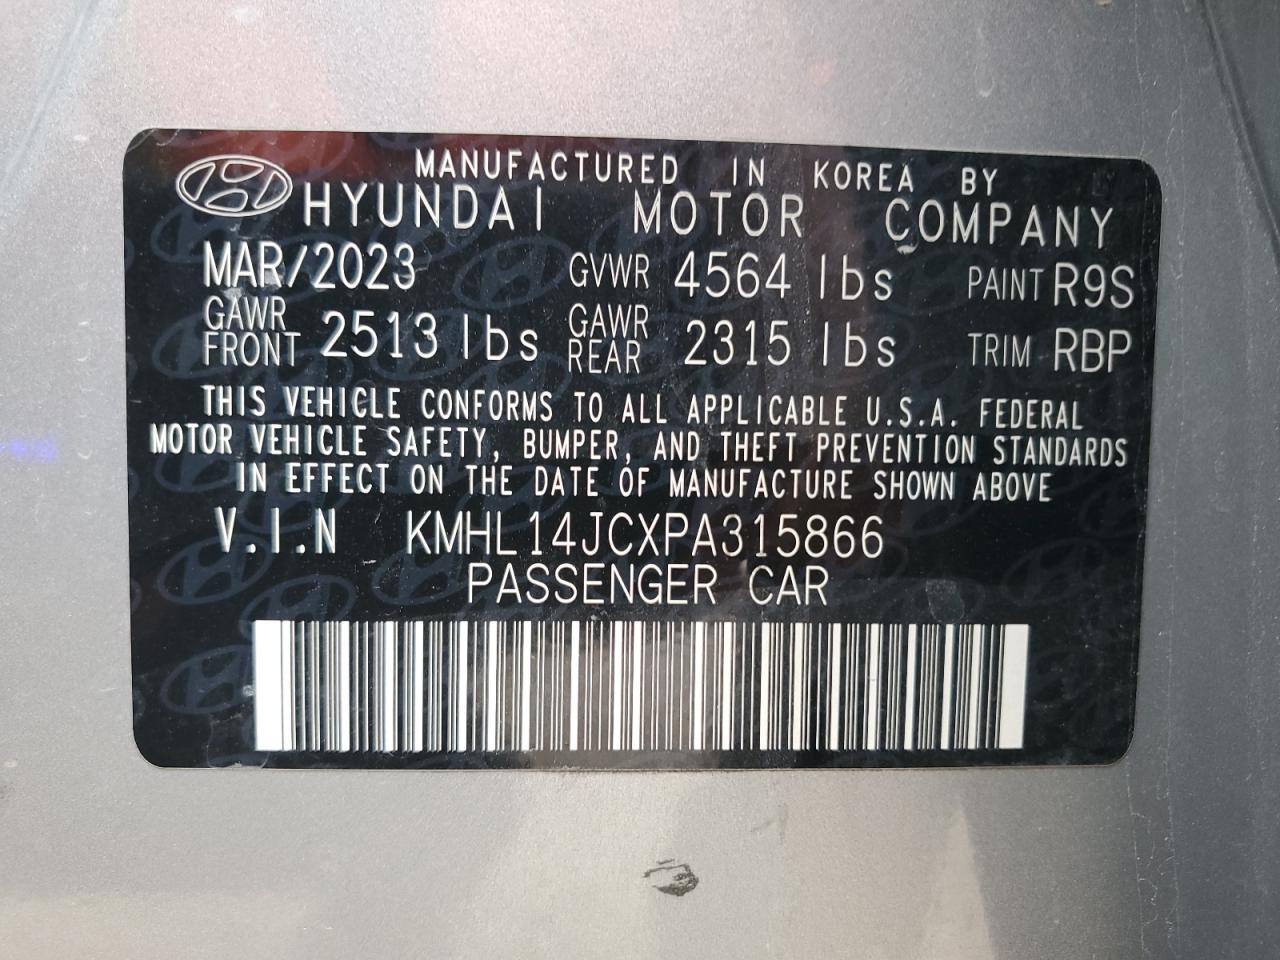 MANUFACTURED IN KOREA BY
HYUNDAI MOTOR COMPANY
MAR/2023 GVWR 4564 lbs PAINT R9S
GAWR FRONT 2513 lbs GAWR REAR 2315 lbs TRIM RBP
THIS VEHICLE CONFORMS TO ALL APPLICABLE U.S.A. FEDERAL
MOTOR VEHICLE SAFETY, BUMPER, AND THEFT PREVENTION STANDARDS
IN EFFECT ON THE DATE OF MANUFACTURE SHOWN ABOVE
V.I.N KMHL14JCXPA315866
PASSENGER CAR